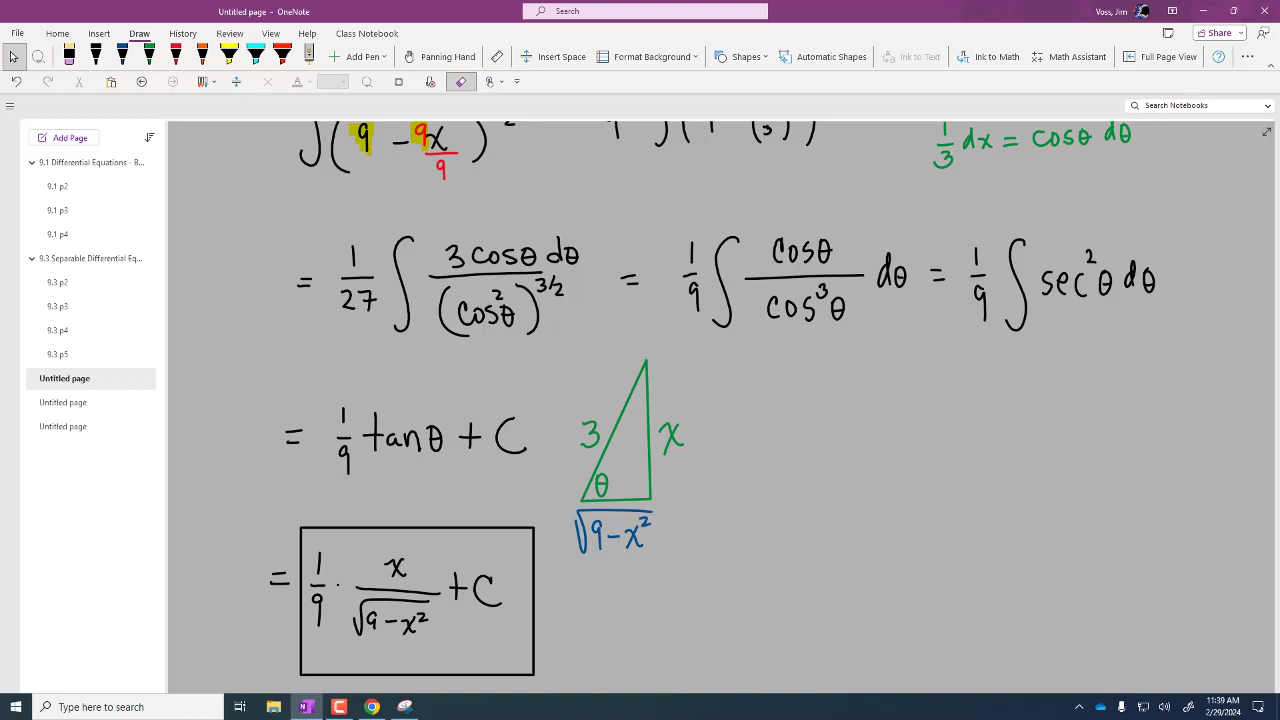 Untitled page - OneNote
Search
Voss, Jim
File Home Insert Draw History Review View Help Class Notebook
Share
Add Pen Panning Hand Insert Space Format Background Shapes Ink to Text Ink to Math Math Assistant Full Page View
Search Notebooks
Add Page
9.1 Differential Equations - B...
9.1 p2
9.1 p3
9.1 p4
9.3 Separable Differential Eq...
9.3 p2
9.3 p3
9.3 p4
9.3 p5
Untitled page
Untitled page
Untitled page
1/3 dx = cosθ dθ
= 1/27 ∫ 3cosθ dθ / (cos²θ)^{3/2} = 1/9 ∫ cosθ / cos³θ dθ = 1/9 ∫ sec²θ dθ
= 1/9 tanθ + C
3 x
θ
√(9-x²)
= 1/9 · x / √(9-x²) + C
Type here to search
11:39 AM
2/29/2024